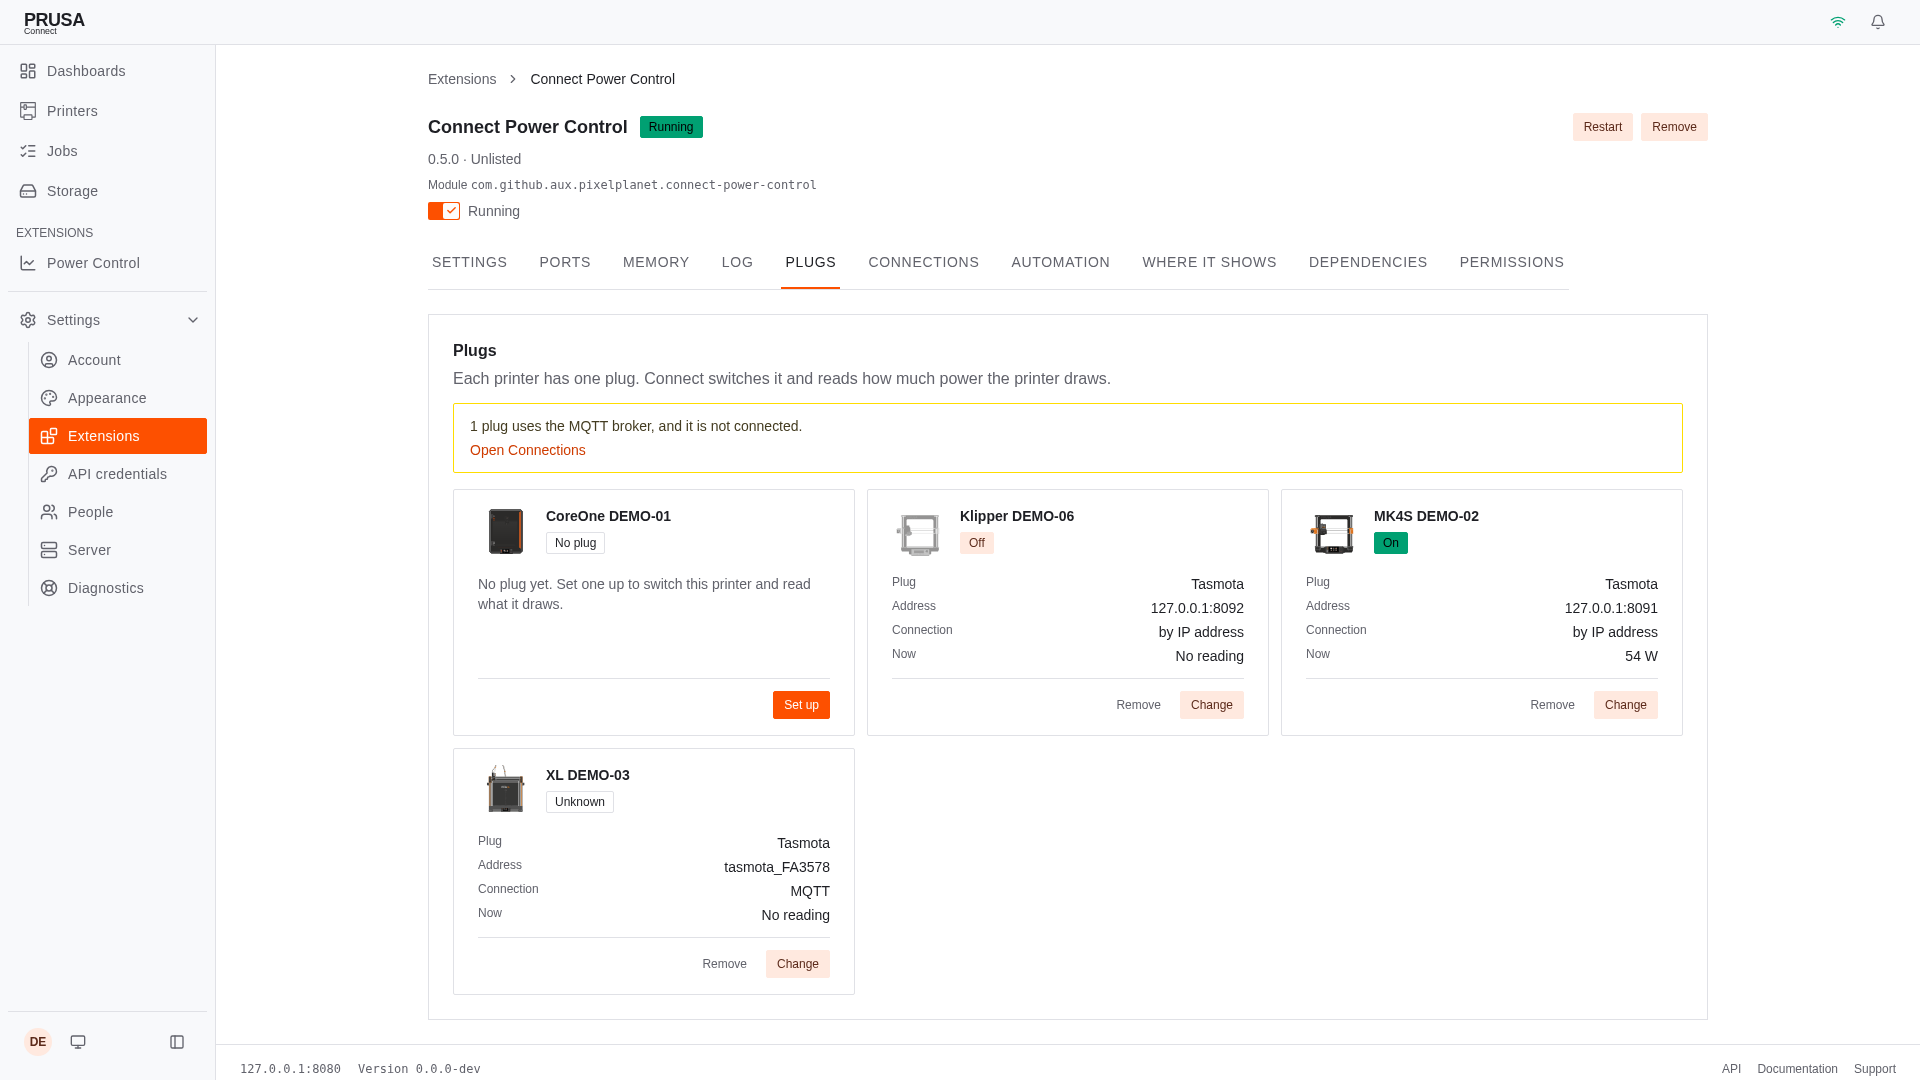 PRUSA
Connect
Dashboards
Printers
Jobs
Storage
EXTENSIONS
Power Control
Settings
Account
Appearance
Extensions
API credentials
People
Server
Diagnostics
DE
Extensions
Connect Power Control
Connect Power Control
Running
Restart
Remove
0.5.0 · Unlisted
Module com.github.aux.pixelplanet.connect-power-control
Running
SETTINGS
PORTS
MEMORY
LOG
PLUGS
CONNECTIONS
AUTOMATION
WHERE IT SHOWS
DEPENDENCIES
PERMISSIONS
Plugs
Each printer has one plug. Connect switches it and reads how much power the printer draws.
1 plug uses the MQTT broker, and it is not connected.
Open Connections
CoreOne DEMO-01
No plug
No plug yet. Set one up to switch this printer and read
what it draws.
Set up
Klipper DEMO-06
Off
Plug Tasmota
Address 127.0.0.1:8092
Connection by IP address
Now No reading
Remove
Change
MK4S DEMO-02
On
Plug Tasmota
Address 127.0.0.1:8091
Connection by IP address
Now 54 W
Remove
Change
XL DEMO-03
Unknown
Plug Tasmota
Address tasmota_FA3578
Connection MQTT
Now No reading
Remove
Change
127.0.0.1:8080
Version 0.0.0-dev
API
Documentation
Support